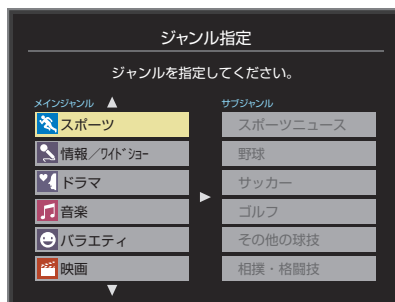 ジャンル指定
ジャンルを指定してください。
メインジャンル
スポーツ
情報／ﾜｲﾄﾞｼｮｰ
ドラマ
音楽
バラエティ
映画
サブジャンル
スポーツニュース
野球
サッカー
ゴルフ
その他の球技
相撲・格闘技